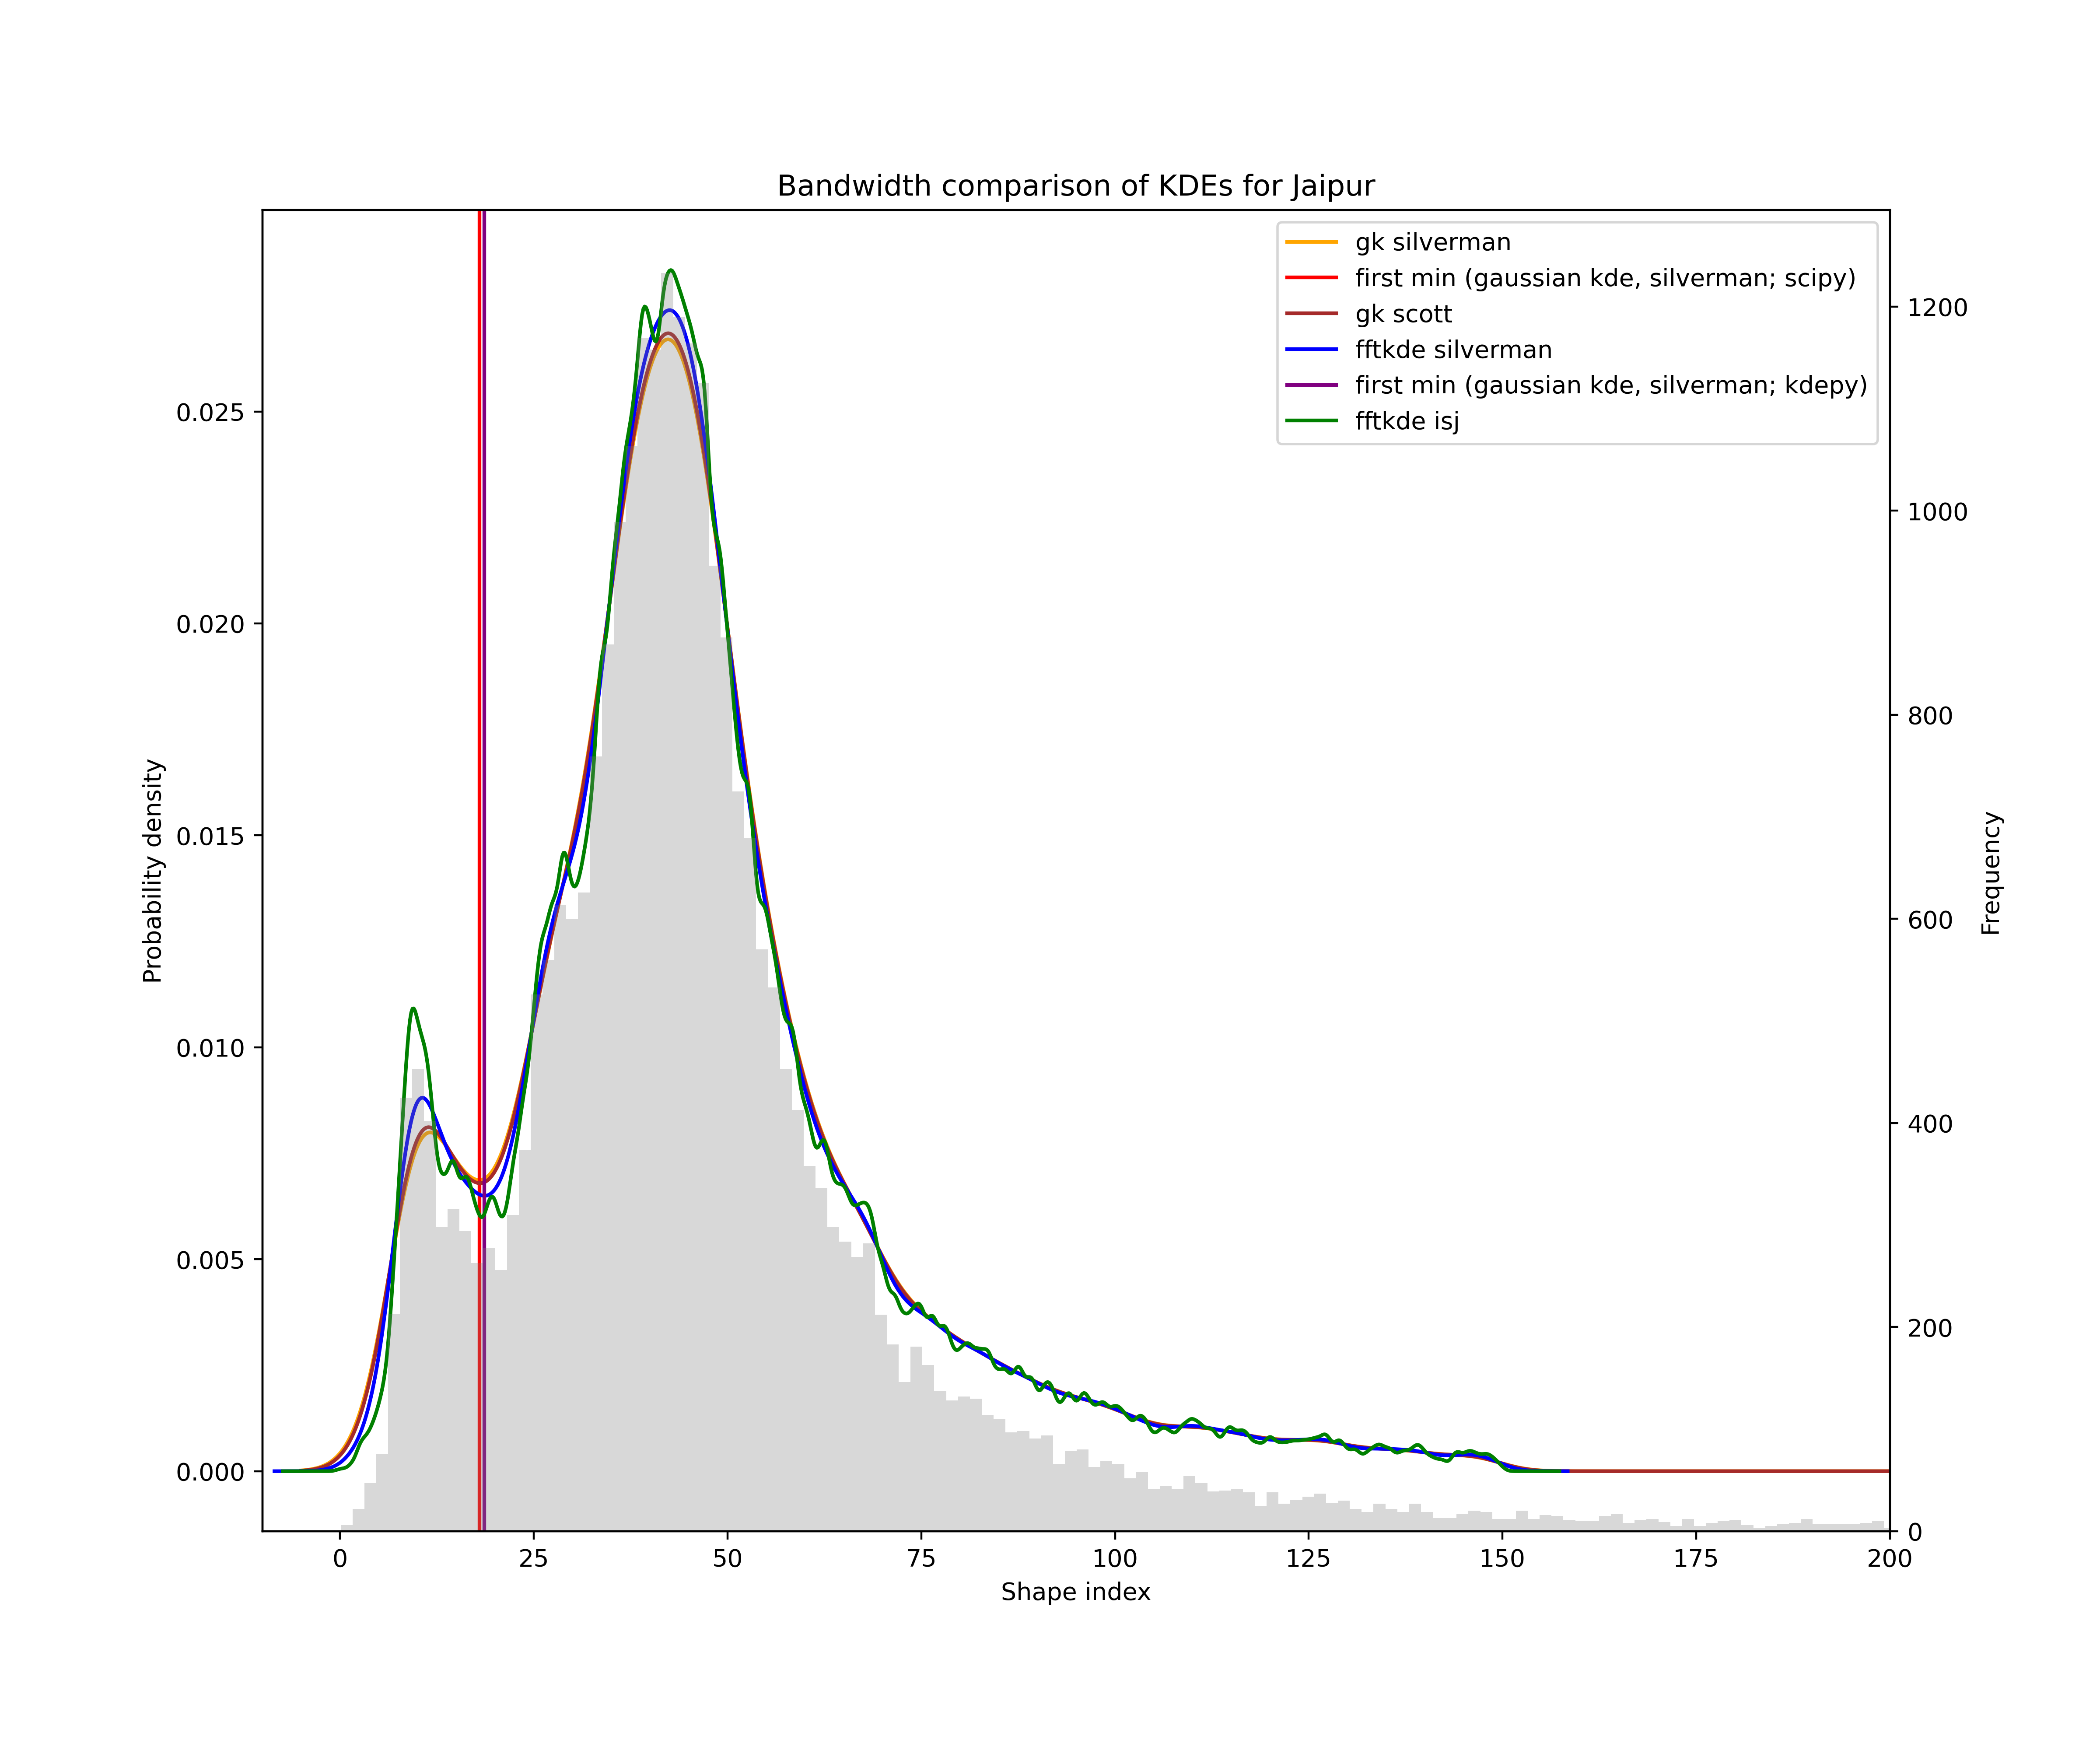 Bandwidth comparison of KDEs for Jaipur
gk silverman
first min (gaussian kde, silverman; scipy)
gk scott
fftkde silverman
first min (gaussian kde, silverman; kdepy)
fftkde isj
Probability density
0.025
0.020
0.015
0.010
0.005
0.000
1200
1000
800
600
400
200
0
Frequency
0 25 50 75 100 125 150 175 200
Shape index